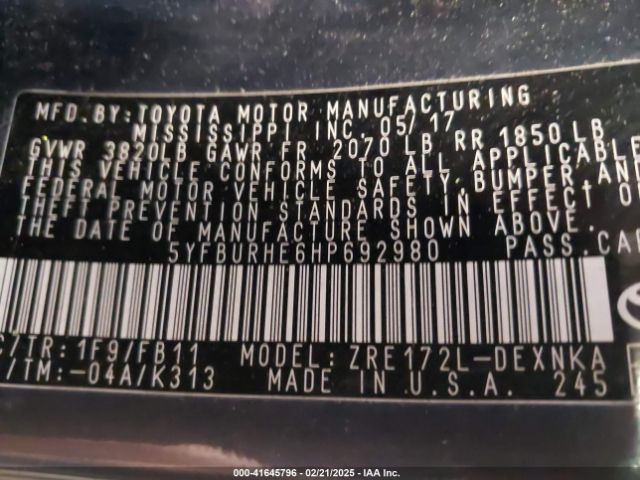 MFD.BY:TOYOTA MOTOR MANUFACTURING
MISSISSIPPI INC. 05/17
GVWR 3820LB GAWR FR 2070 LB RR 1850 LB
THIS VEHICLE CONFORMS TO ALL APPLICABLE
FEDERAL MOTOR VEHICLE SAFETY,BUMPER,AND
THEFT PREVENTION STANDARDS IN EFFECT O
THE DATE OF MANUFACTURE SHOWN ABOVE.
5YFBURHE6HP692980 PASS.CA
C/TR:1F9/FB11 MODEL: ZRE172L-DEXNKA
/TM:-04A/K313 MADE IN U.S.A. 245
000-41645796 - 02/21/2025 - IAA Inc.